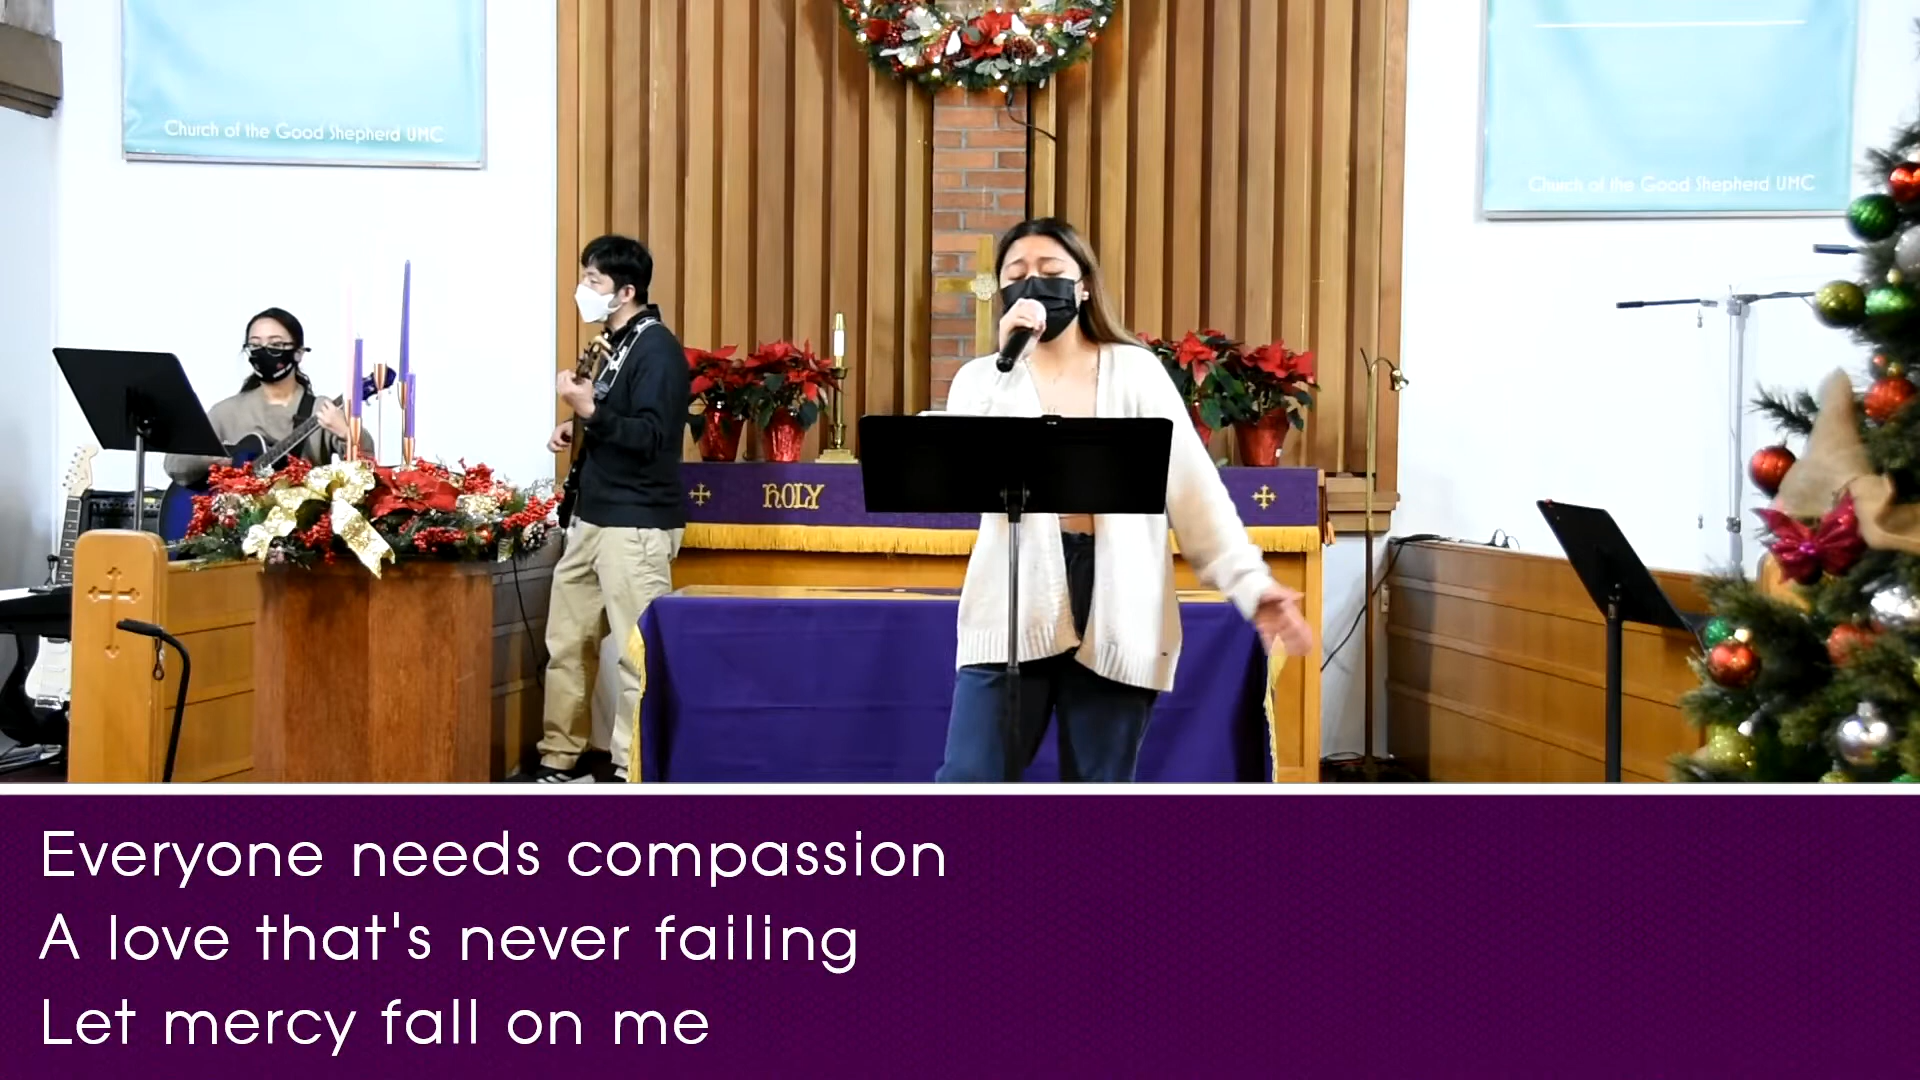 Church of the Good Shepherd UMC
Church of the Good Shepherd UMC
HOLY
Everyone needs compassion
A love that's never failing
Let mercy fall on me